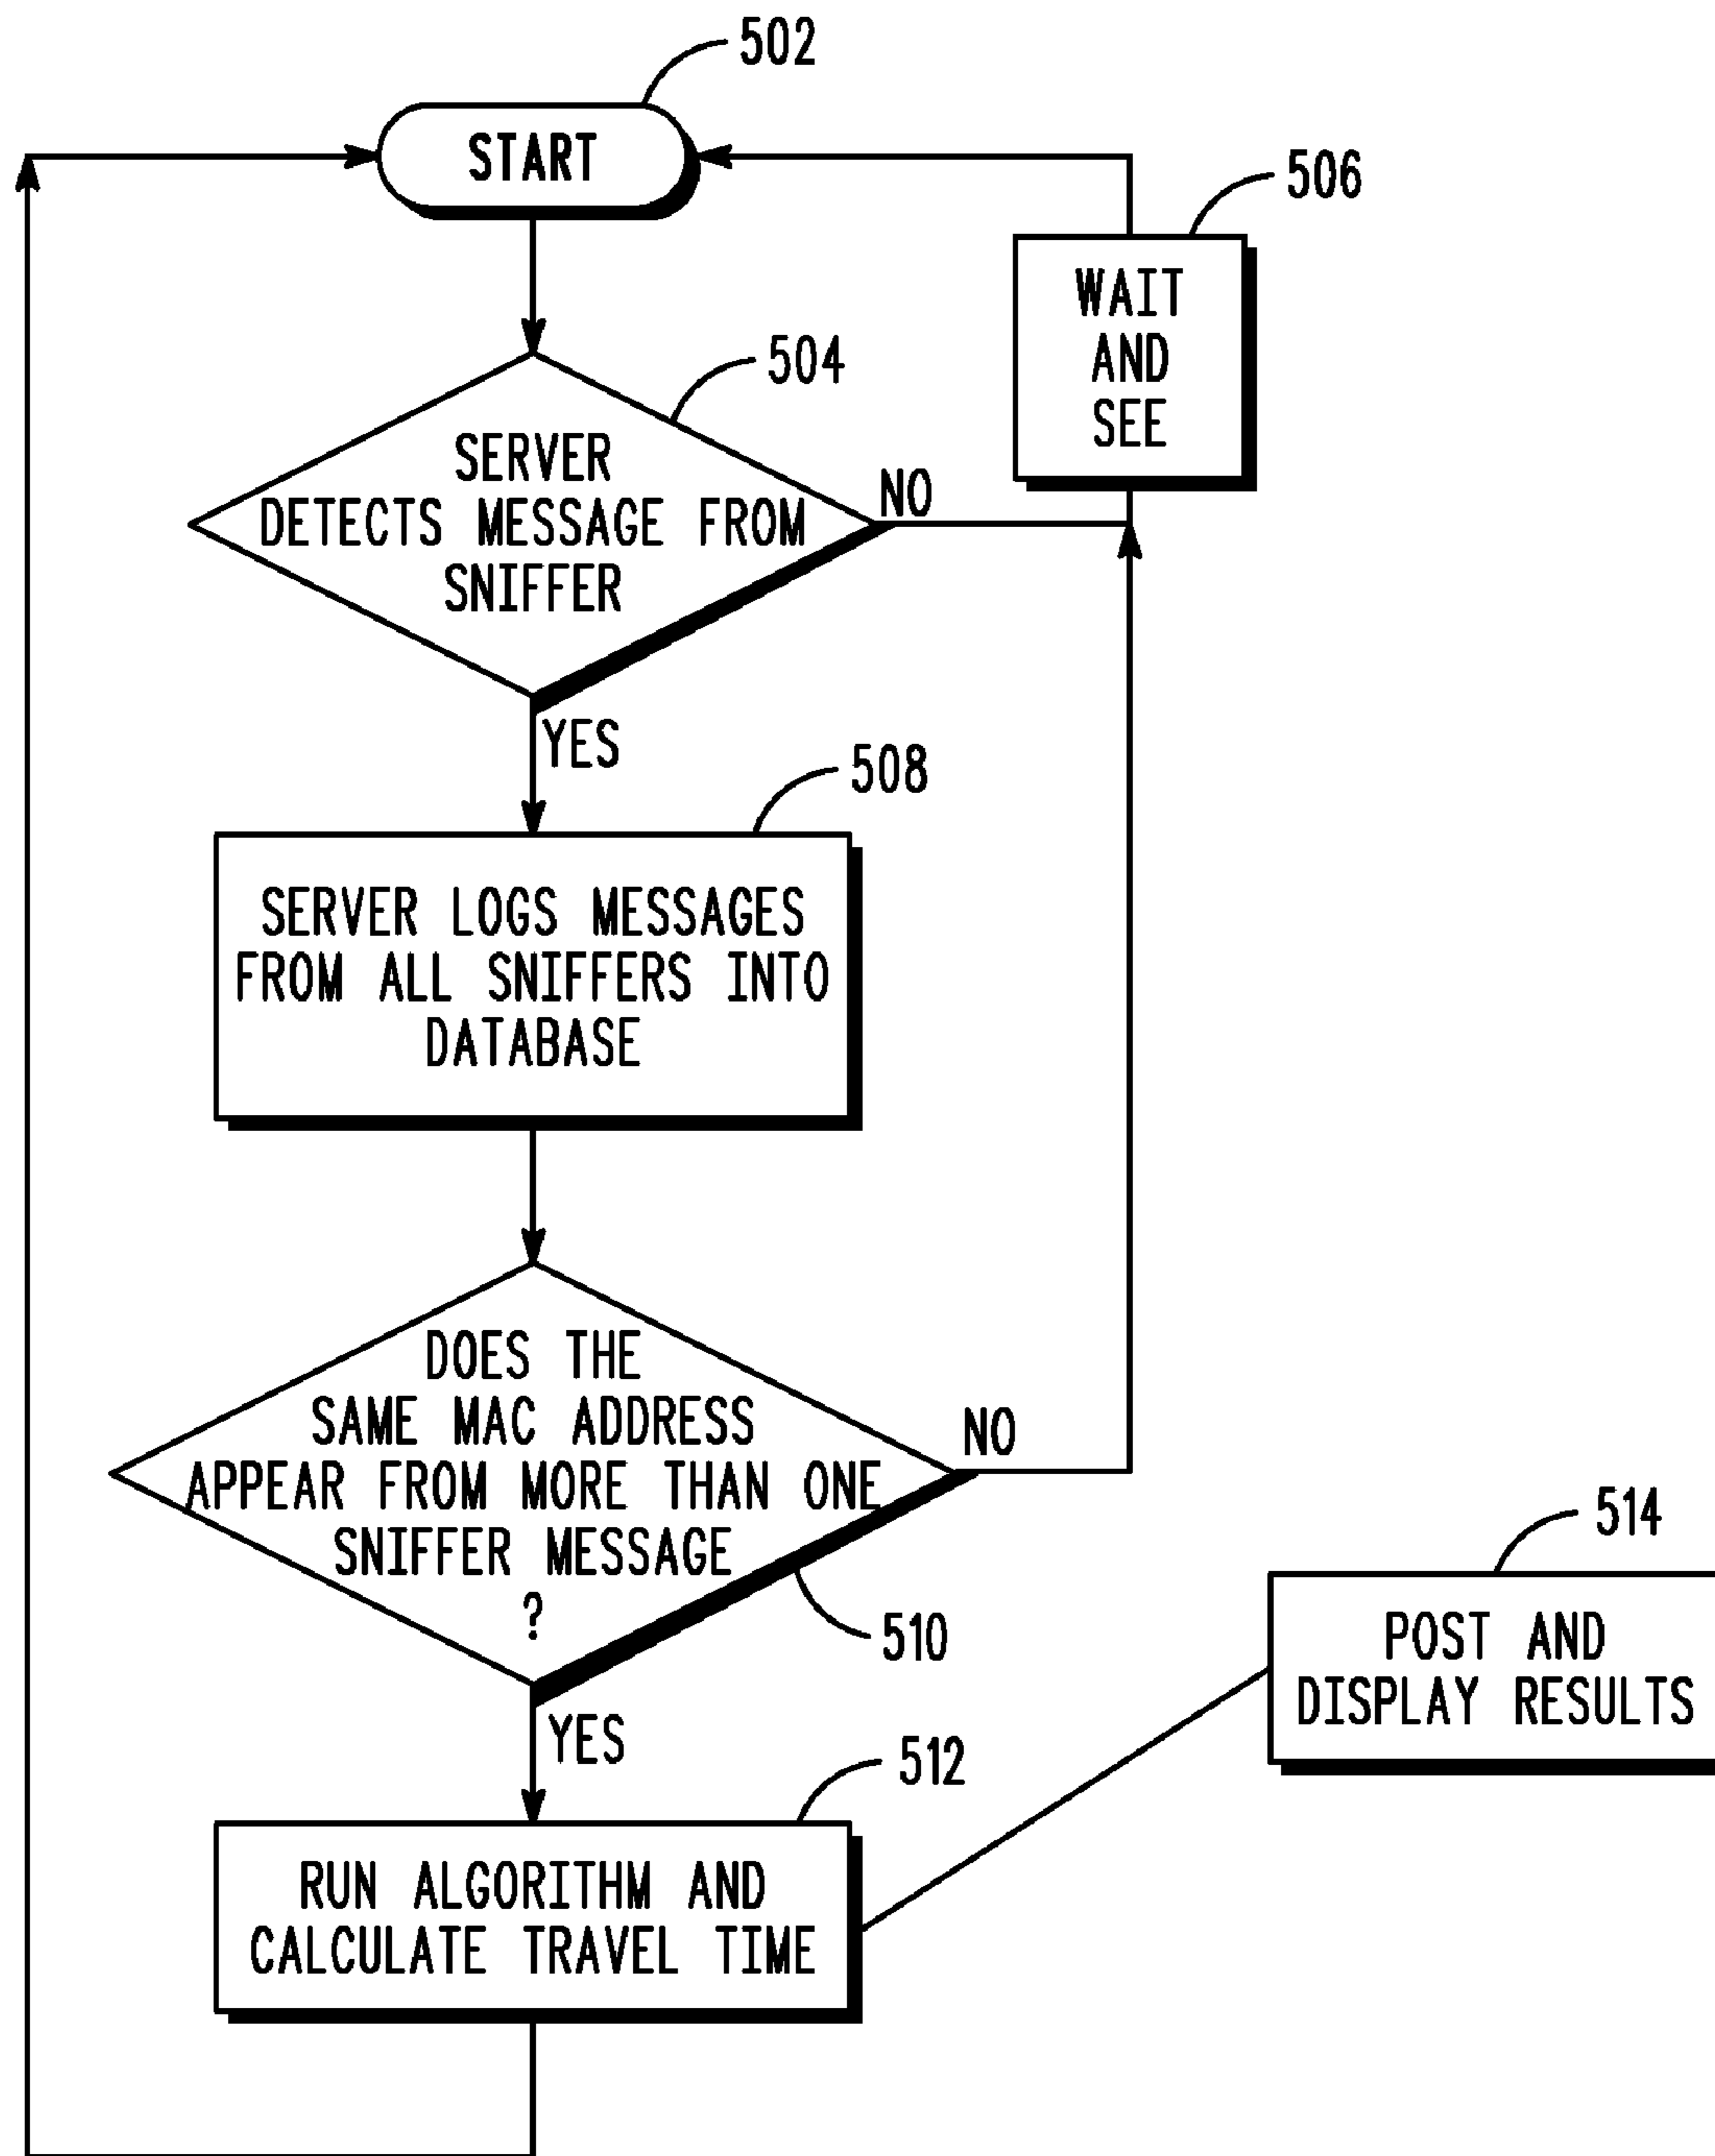 502
START
506
WAIT
AND
SEE
504
SERVER
DETECTS MESSAGE FROM
SNIFFER
NO
YES
508
SERVER LOGS MESSAGES
FROM ALL SNIFFERS INTO
DATABASE
DOES THE
SAME MAC ADDRESS
APPEAR FROM MORE THAN ONE
SNIFFER MESSAGE
?
NO
510
YES
512
RUN ALGORITHM AND
CALCULATE TRAVEL TIME
514
POST AND
DISPLAY RESULTS